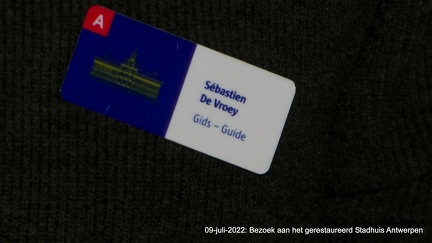 A
Sébastien
De Vroey
Gids – Guide
09-juli-2022: Bezoek aan het gerestaureerd Stadhuis Antwerpen